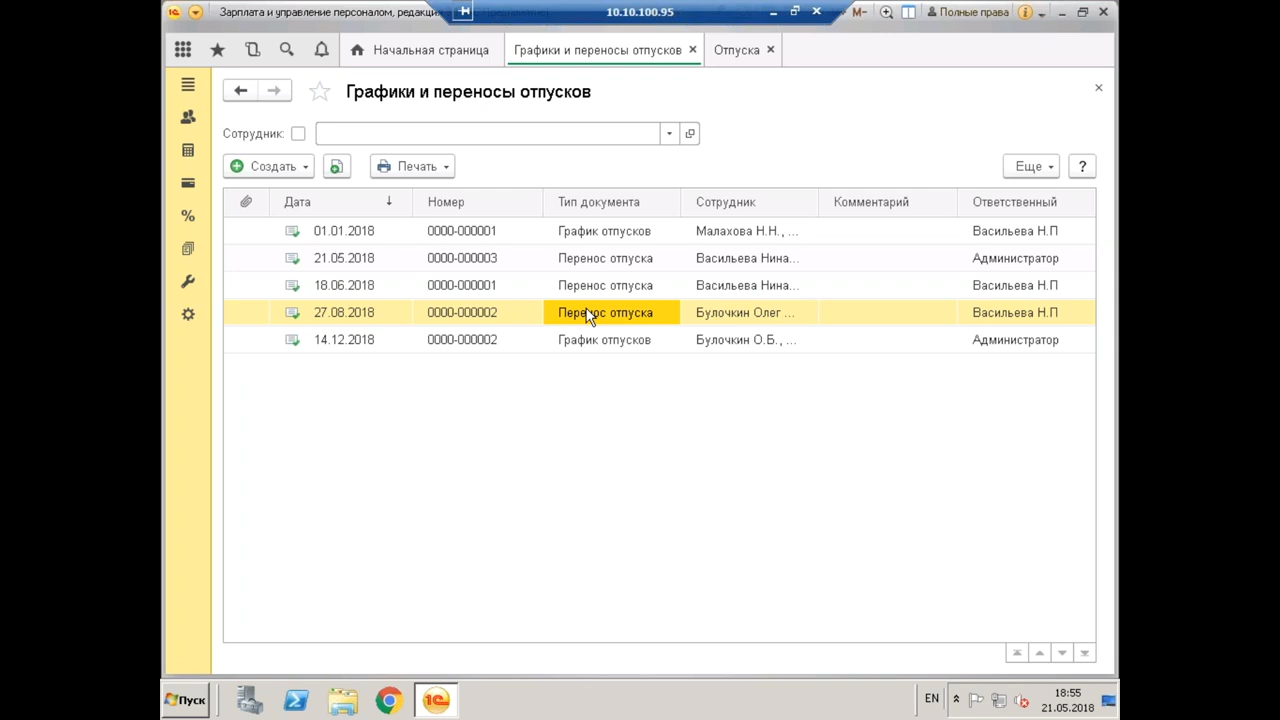 Зарплата и управление персоналом, редакция
10.10.100.95
M-
Полные права
Начальная страница
Графики и переносы отпусков
Отпуска
Графики и переносы отпусков
Сотрудник:
Создать
Печать
Еще
?
Дата ↓ Номер Тип документа Сотрудник Комментарий Ответственный
01.01.2018 0000-000001 График отпусков Малахова Н.Н., ... Васильева Н.П
21.05.2018 0000-000003 Перенос отпуска Васильева Нина... Администратор
18.06.2018 0000-000001 Перенос отпуска Васильева Нина... Васильева Н.П
27.08.2018 0000-000002 Перенос отпуска Булочкин Олег ... Васильева Н.П
14.12.2018 0000-000002 График отпусков Булочкин О.Б., ... Администратор
Пуск
EN
18:55
21.05.2018